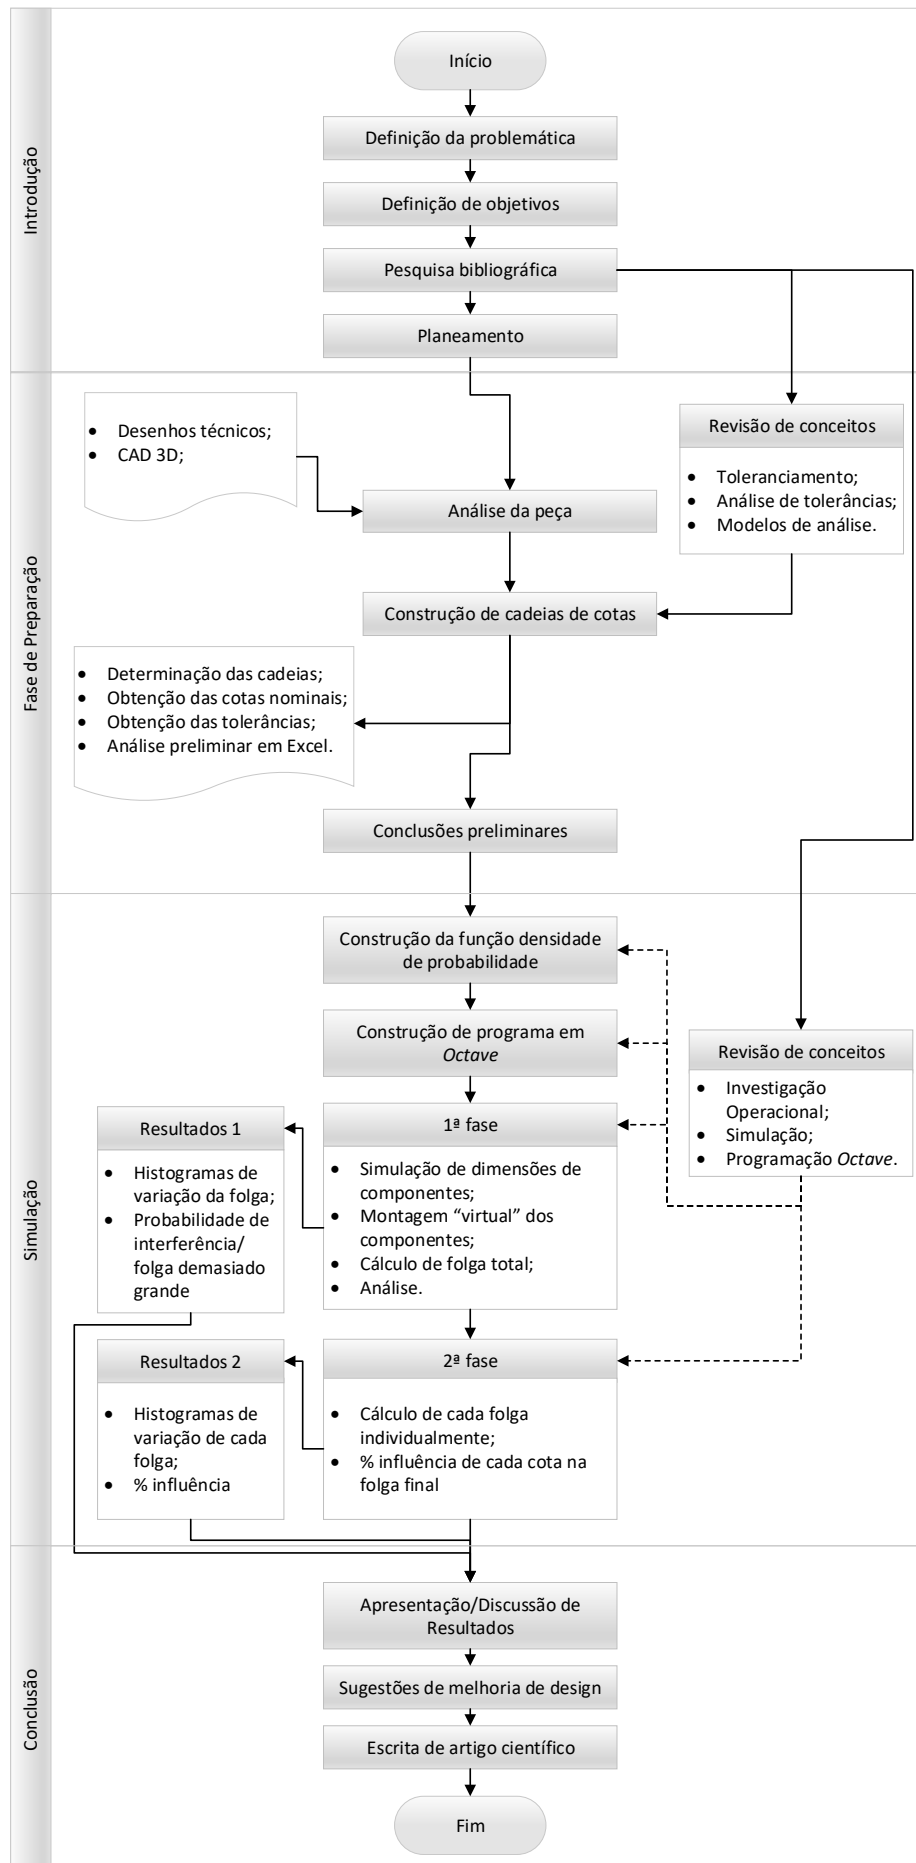 Introdução
Início
Definição da problemática
Definição de objetivos
Pesquisa bibliográfica
Planeamento
Fase de Preparação
• Desenhos técnicos;
• CAD 3D;
Revisão de conceitos
• Toleranciamento;
• Análise de tolerâncias;
• Modelos de análise.
Análise da peça
Construção de cadeias de cotas
• Determinação das cadeias;
• Obtenção das cotas nominais;
• Obtenção das tolerâncias;
• Análise preliminar em Excel.
Conclusões preliminares
Simulação
Construção da função densidade
de probabilidade
Construção de programa em
Octave
Revisão de conceitos
• Investigação
Operacional;
• Simulação;
• Programação Octave.
1ª fase
• Simulação de dimensões de
componentes;
• Montagem “virtual” dos
componentes;
• Cálculo de folga total;
• Análise.
Resultados 1
• Histogramas de
variação da folga;
• Probabilidade de
interferência/
folga demasiado
grande
2ª fase
• Cálculo de cada folga
individualmente;
• % influência de cada cota na
folga final
Resultados 2
• Histogramas de
variação de cada
folga;
• % influência
Conclusão
Apresentação/Discussão de
Resultados
Sugestões de melhoria de design
Escrita de artigo científico
Fim